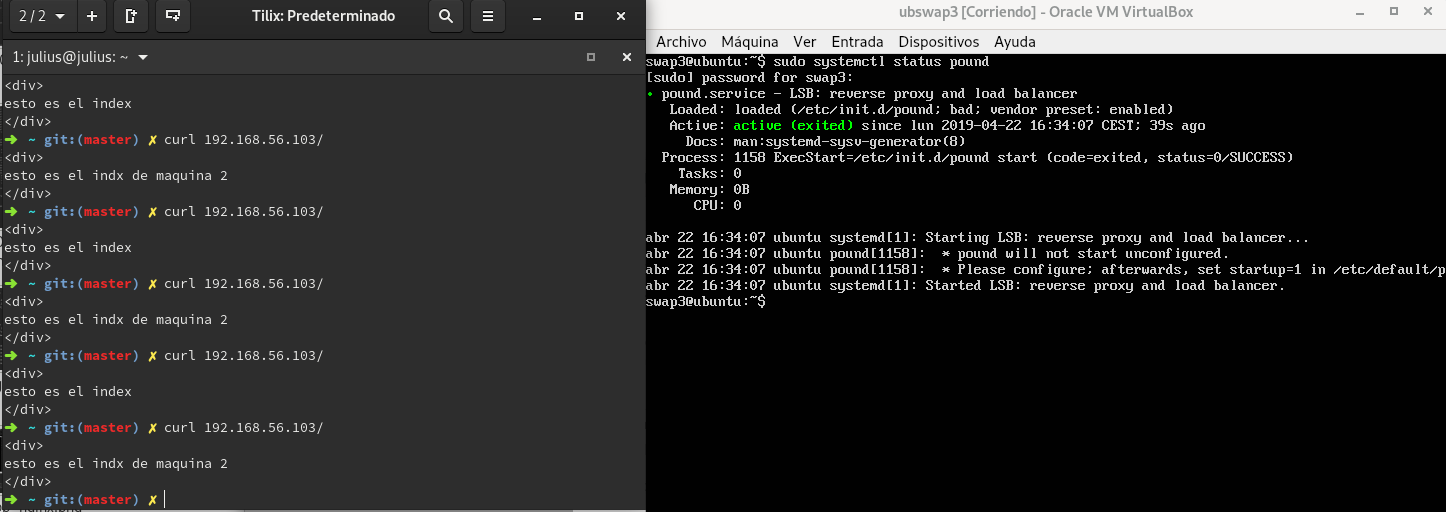 2 / 2
Tilix: Predeterminado
1: julius@julius: ~
<div>
esto es el index
</div>
➜ ~ git:(master) ✗ curl 192.168.56.103/
<div>
esto es el indx de maquina 2
</div>
➜ ~ git:(master) ✗ curl 192.168.56.103/
<div>
esto es el index
</div>
➜ ~ git:(master) ✗ curl 192.168.56.103/
<div>
esto es el indx de maquina 2
</div>
➜ ~ git:(master) ✗ curl 192.168.56.103/
<div>
esto es el index
</div>
➜ ~ git:(master) ✗ curl 192.168.56.103/
<div>
esto es el indx de maquina 2
</div>
➜ ~ git:(master) ✗
ubswap3 [Corriendo] - Oracle VM VirtualBox
Archivo Máquina Ver Entrada Dispositivos Ayuda
swap3@ubuntu:~$ sudo systemctl status pound
[sudo] password for swap3:
● pound.service - LSB: reverse proxy and load balancer
Loaded: loaded (/etc/init.d/pound; bad; vendor preset: enabled)
Active: active (exited) since lun 2019-04-22 16:34:07 CEST; 39s ago
Docs: man:systemd-sysv-generator(8)
Process: 1158 ExecStart=/etc/init.d/pound start (code=exited, status=0/SUCCESS)
Tasks: 0
Memory: 0B
CPU: 0
abr 22 16:34:07 ubuntu systemd[1]: Starting LSB: reverse proxy and load balancer...
abr 22 16:34:07 ubuntu pound[1158]:  * pound will not start unconfigured.
abr 22 16:34:07 ubuntu pound[1158]:  * Please configure; afterwards, set startup=1 in /etc/default/p
abr 22 16:34:07 ubuntu systemd[1]: Started LSB: reverse proxy and load balancer.
swap3@ubuntu:~$